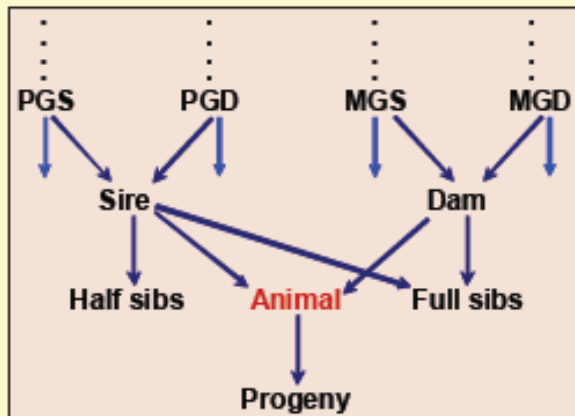 PGS PGD MGS MGD
Sire Dam
Half sibs Animal Full sibs
Progeny